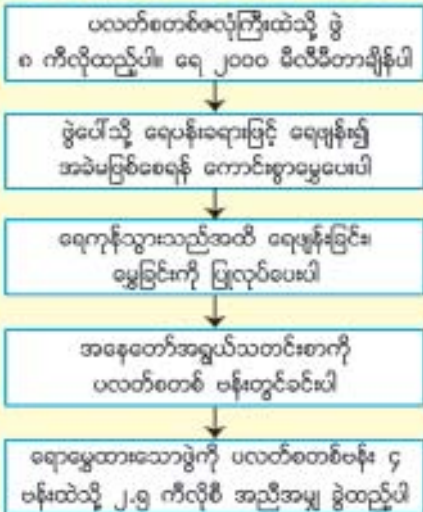 ပလတ်စတစ်ဇလုံကြီးထဲသို့ ဖွဲ
၈ ကီလိုထည့်ပါ။ ရေ ၂၀၀၀ မီလီမီတာချိန်ပါ
ဖွဲပေါ်သို့ ရေပန်းခရားဖြင့် ရေဖျန်း၍
အခဲမဖြစ်စေရန် ကောင်းစွာမွှေပေးပါ
ရေကုန်သွားသည်အထိ ရေဖျန်းခြင်း၊
မွှေခြင်းကို ပြုလုပ်ပေးပါ
အနေတော်အရွယ်သတင်းစာကို
ပလတ်စတစ် ဗန်းတွင်ခင်းပါ
ရောမွှေထားသောဖွဲကို ပလတ်စတစ်ဗန်း ၄
ဗန်းထဲသို့ ၂.၅ ကီလိုစီ အညီအမျှ ခွဲထည့်ပါ